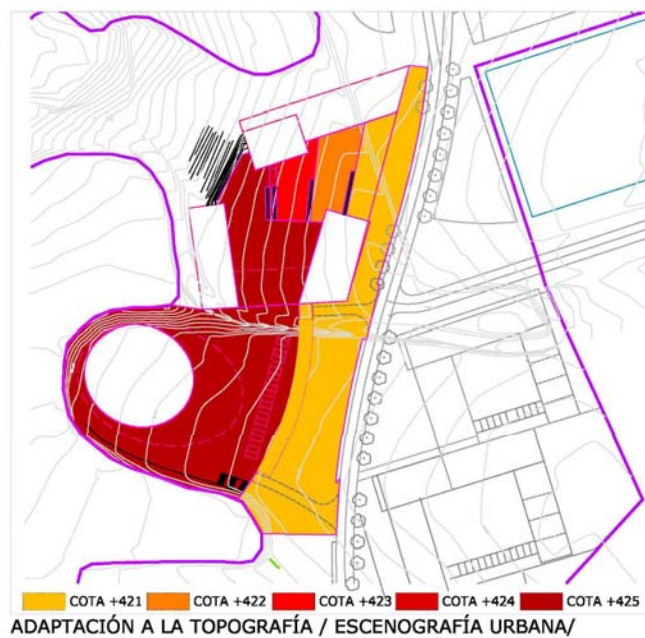 COTA +421 COTA +422 COTA +423 COTA +424 COTA +425
ADAPTACIÓN A LA TOPOGRAFÍA / ESCENOGRAFÍA URBANA/